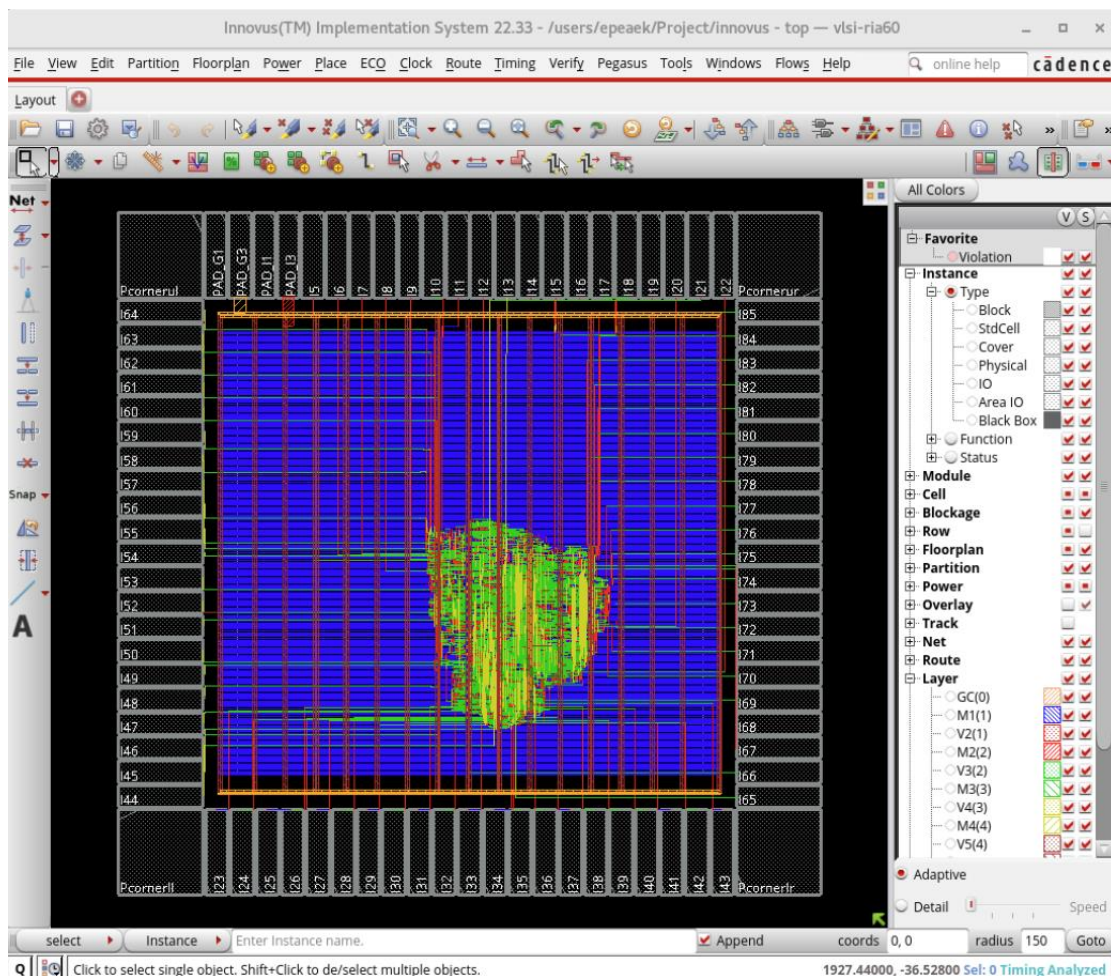 Innovus(TM) Implementation System 22.33 - /users/epeaek/Project/innovus - top — vlsi-ria60
File View Edit Partition Floorplan Power Place ECO Clock Route Timing Verify Pegasus Tools Windows Flows Help online help cādence
Layout
Net
Snap
A
All Colors
V S
Favorite
Violation
Instance
Type
Block
StdCell
Cover
Physical
IO
Area IO
Black Box
Function
Status
Module
Cell
Blockage
Row
Floorplan
Partition
Power
Overlay
Track
Net
Route
Layer
GC(0)
M1(1)
V2(1)
M2(2)
V3(2)
M3(3)
V4(3)
M4(4)
V5(4)
Adaptive
Detail Speed
Pcornerul PAD_G1 PAD_G3 PAD_I1 PAD_I3 I5 I6 I7 I8 I9 I10 I11 I12 I13 I14 I15 I16 I17 I18 I19 I20 I21 I22 Pcornerur
I64 I85
I63 I84
I62 I83
I61 I82
I60 I81
I59 I80
I58 I79
I57 I78
I56 I77
I55 I76
I54 I75
I53 I74
I52 I73
I51 I72
I50 I71
I49 I70
I48 I69
I47 I68
I46 I67
I45 I66
I44 I65
Pcornerll I23 I24 I25 I26 I27 I28 I29 I30 I31 I32 I33 I34 I35 I36 I37 I38 I39 I40 I41 I42 I43 Pcornerlr
select Instance Enter Instance name. Append coords 0, 0 radius 150 Goto
Q Click to select single object. Shift+Click to de/select multiple objects. 1927.44000, -36.52800 Sel: 0 Timing Analyzed